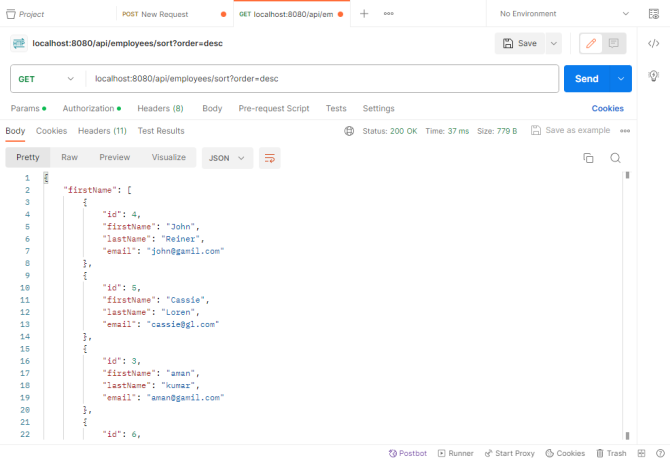 Project
POST New Request
GET localhost:8080/api/em
No Environment
localhost:8080/api/employees/sort?order=desc
Save
GET
localhost:8080/api/employees/sort?order=desc
Send
Params
Authorization
Headers (8)
Body
Pre-request Script
Tests
Settings
Cookies
Body
Cookies
Headers (11)
Test Results
Status: 200 OK
Time: 37 ms
Size: 779 B
Save as example
Pretty
Raw
Preview
Visualize
JSON
1 {
2 "firstName": [
3 {
4 "id": 4,
5 "firstName": "John",
6 "lastName": "Reiner",
7 "email": "john@gamil.com"
8 },
9 {
10 "id": 5,
11 "firstName": "Cassie",
12 "lastName": "Loren",
13 "email": "cassie@gl.com"
14 },
15 {
16 "id": 3,
17 "firstName": "aman",
18 "lastName": "kumar",
19 "email": "aman@gamil.com"
20 },
21 {
22 "id": 6,
Postbot
Runner
Start Proxy
Cookies
Trash